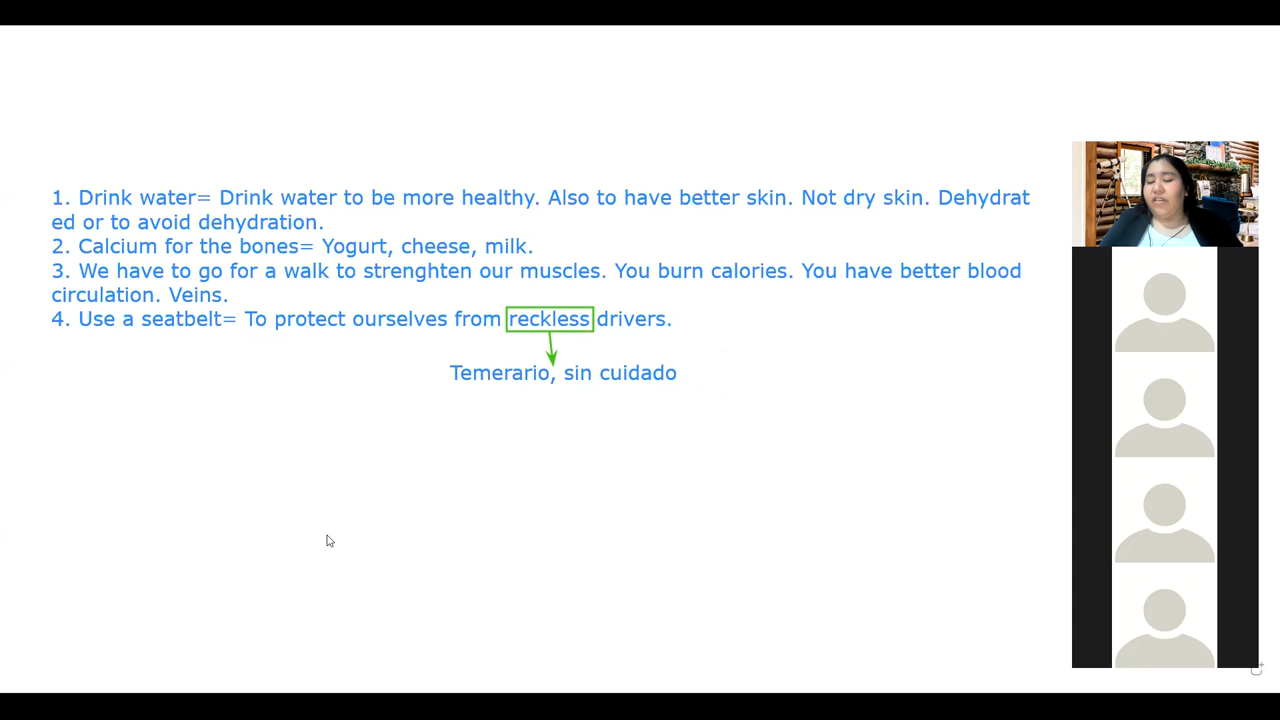 1. Drink water= Drink water to be more healthy. Also to have better skin. Not dry skin. Dehydrat
ed or to avoid dehydration.
2. Calcium for the bones= Yogurt, cheese, milk.
3. We have to go for a walk to strenghten our muscles. You burn calories. You have better blood
circulation. Veins.
4. Use a seatbelt= To protect ourselves from reckless drivers.
Temerario, sin cuidado